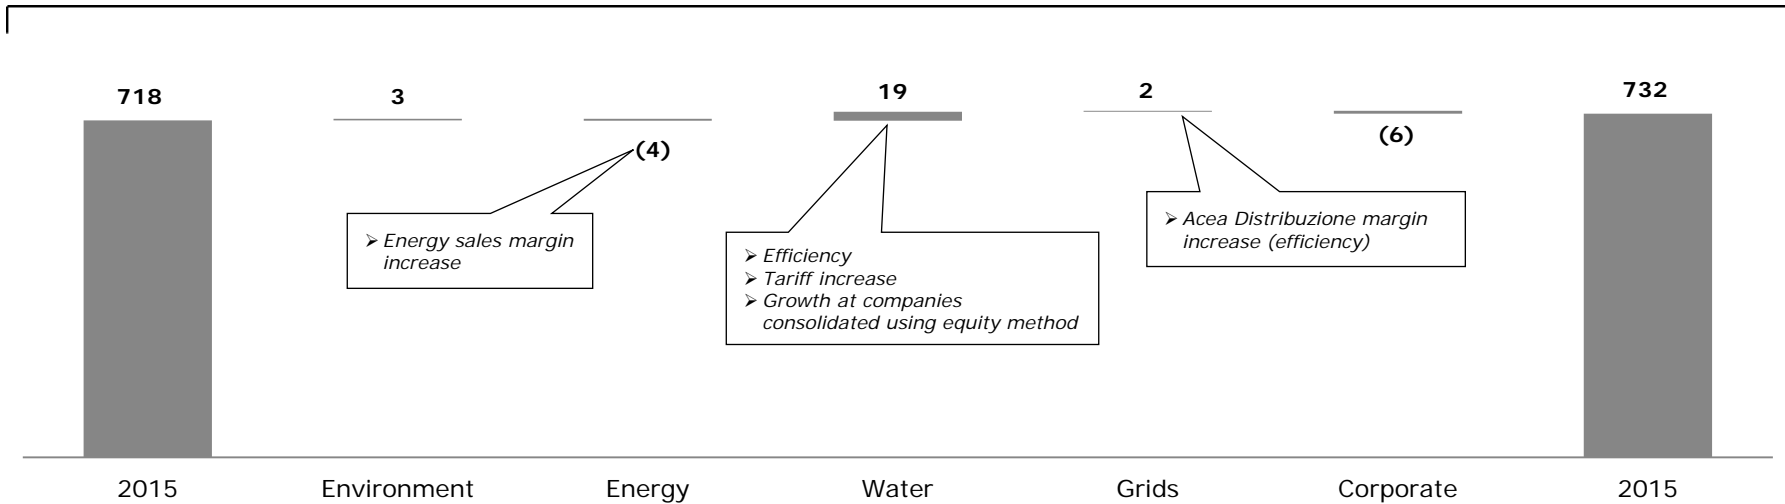 718
3
(4)
19
2
(6)
732
➢ Energy sales margin
increase
➢ Efficiency
➢ Tariff increase
➢ Growth at companies
consolidated using equity method
➢ Acea Distribuzione margin
increase (efficiency)
2015
Environment
Energy
Water
Grids
Corporate
2015